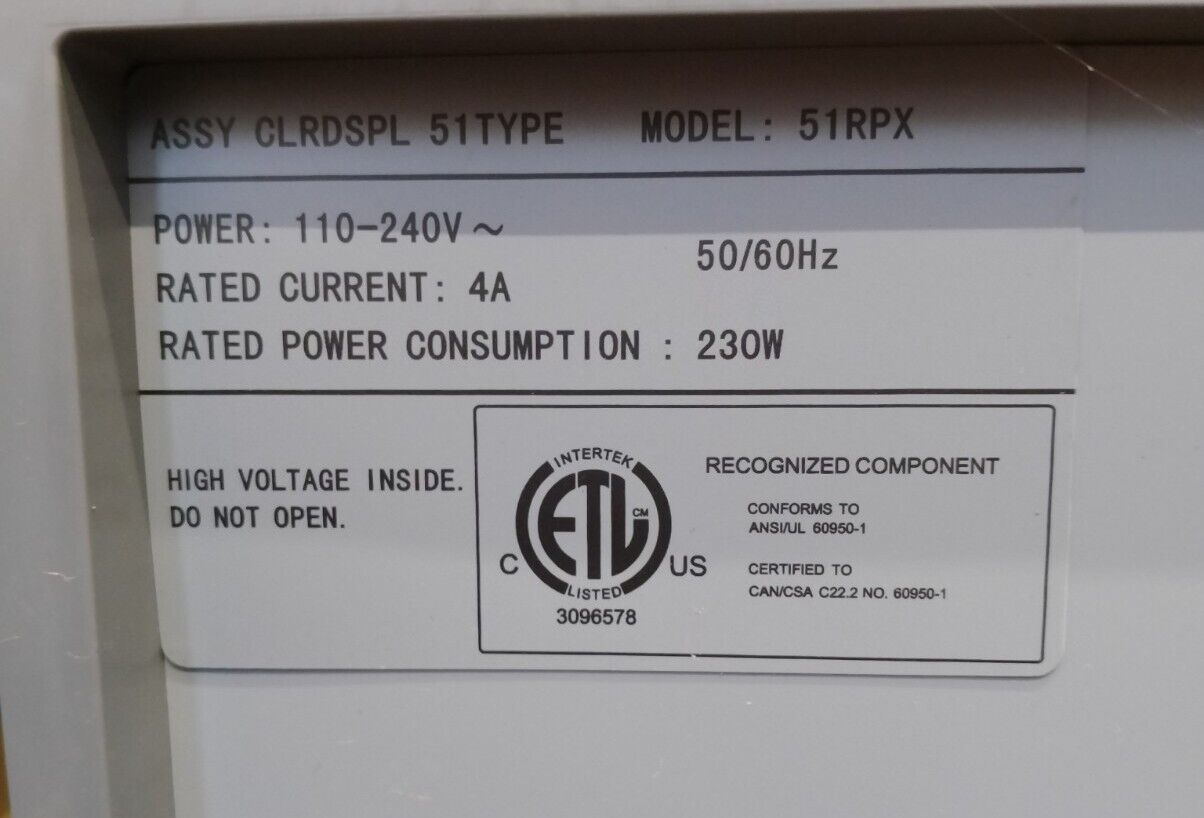 ASSY CLRDSPL 51TYPE MODEL: 51RPX
POWER: 110-240V～ 50/60Hz
RATED CURRENT: 4A
RATED POWER CONSUMPTION : 230W
HIGH VOLTAGE INSIDE.
DO NOT OPEN.
INTERTEK
ETL CM
C US
LISTED
3096578
RECOGNIZED COMPONENT
CONFORMS TO
ANSI/UL 60950-1
CERTIFIED TO
CAN/CSA C22.2 NO. 60950-1